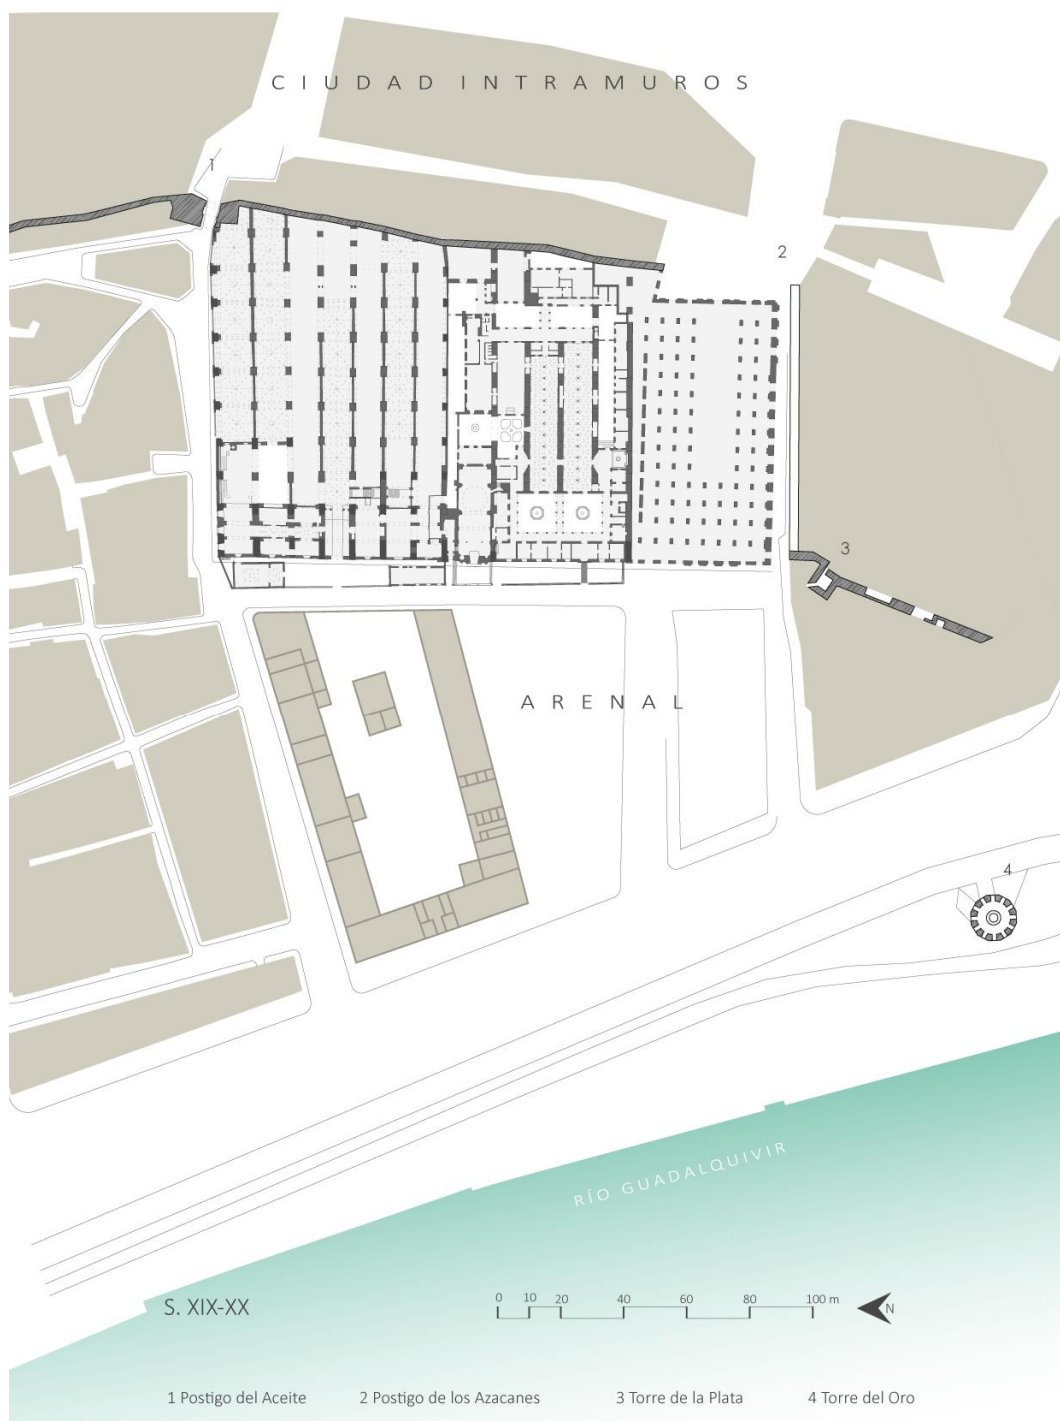 CIUDAD INTRAMUROS
1
2
3
ARENAL
4
RÍO GUADALQUIVIR
S. XIX-XX
0 10 20 40 60 80 100 m
N
1 Postigo del Aceite 2 Postigo de los Azacanes 3 Torre de la Plata 4 Torre del Oro